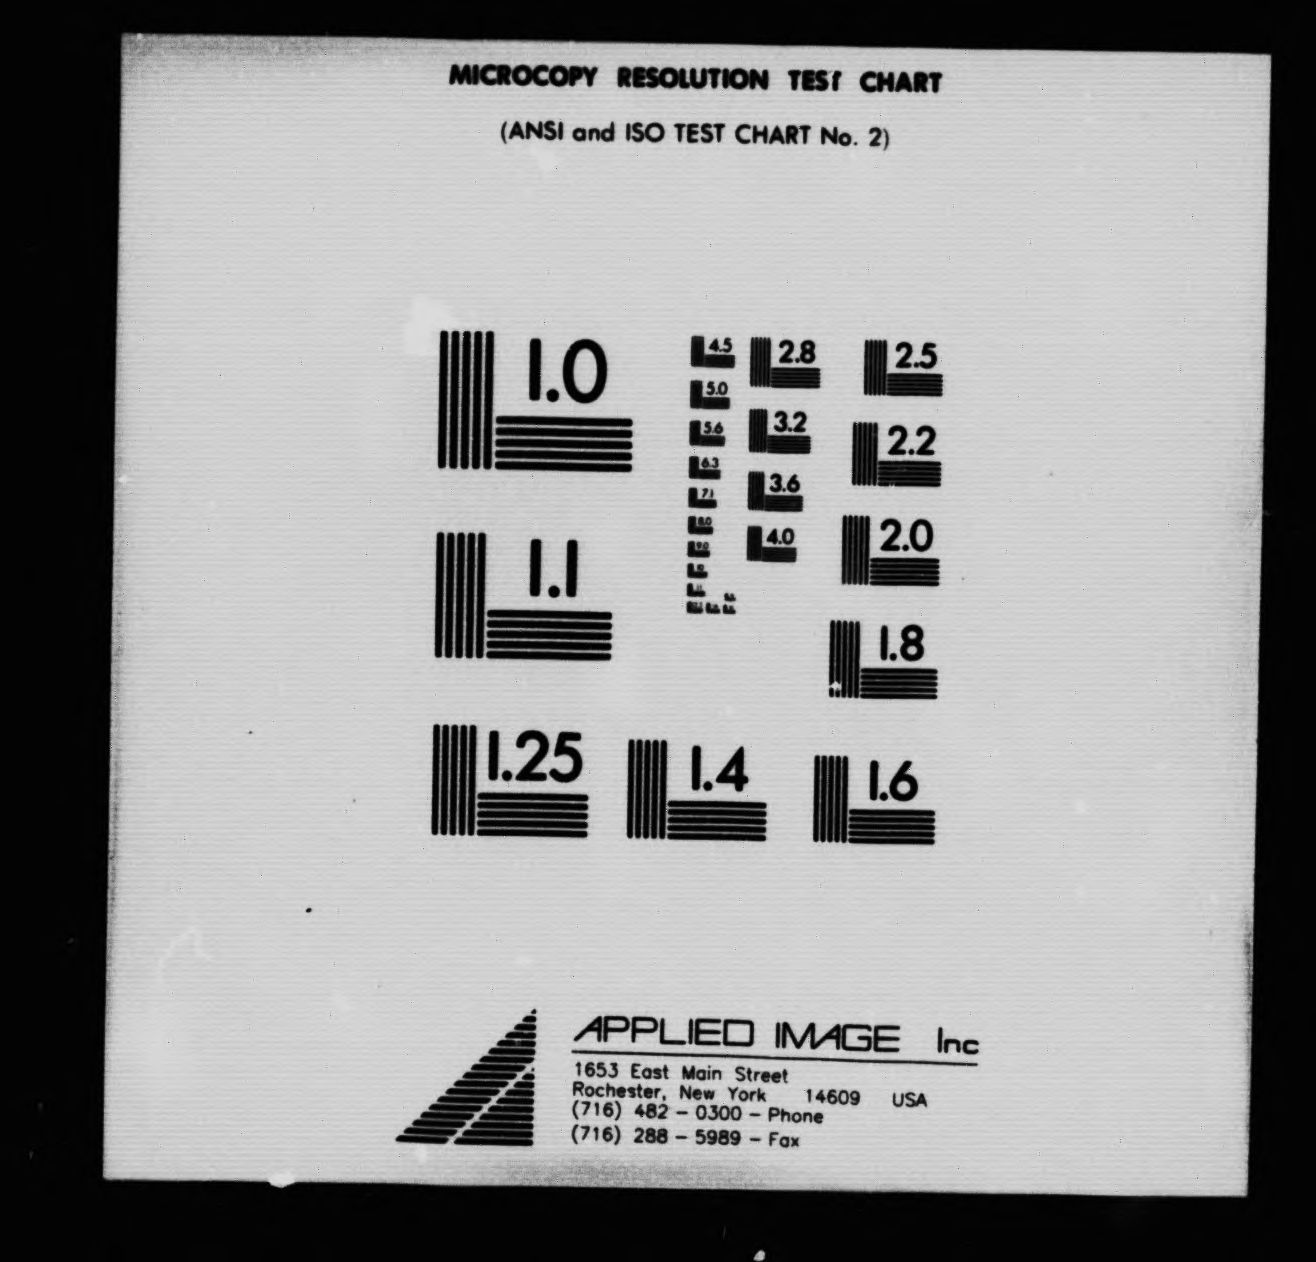 MICROCOPY RESOLUTION TEST CHART
(ANSI and ISO TEST CHART No. 2)
1.0
1.1
1.25
1.4
1.6
1.8
2.0
2.2
2.5
2.8
3.2
3.6
4.0
4.5
5.0
5.6
6.3
7.1
8.0
9.0
APPLIED IMAGE Inc
1653 East Main Street
Rochester, New York 14609 USA
(716) 482 - 0300 - Phone
(716) 288 - 5989 - Fax